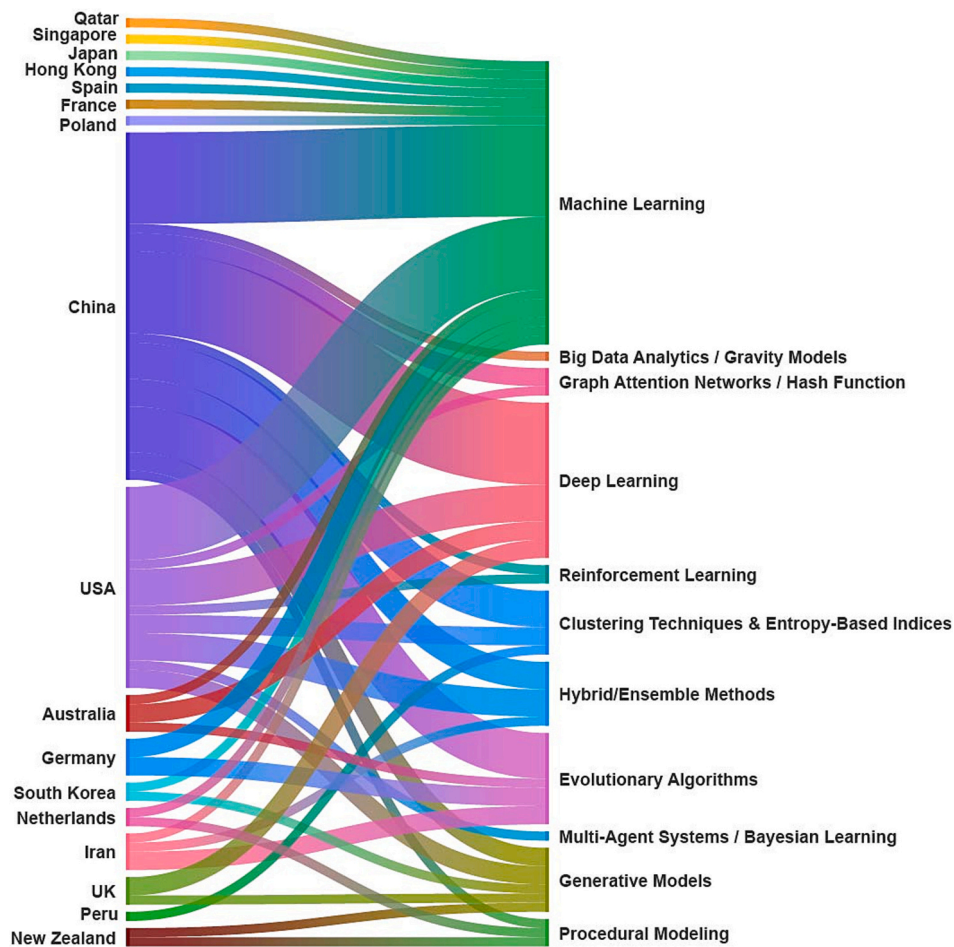 Qatar
Singapore
Japan
Hong Kong
Spain
France
Poland
China
USA
Australia
Germany
South Korea
Netherlands
Iran
UK
Peru
New Zealand
Machine Learning
Big Data Analytics / Gravity Models
Graph Attention Networks / Hash Function
Deep Learning
Reinforcement Learning
Clustering Techniques & Entropy-Based Indices
Hybrid/Ensemble Methods
Evolutionary Algorithms
Multi-Agent Systems / Bayesian Learning
Generative Models
Procedural Modeling